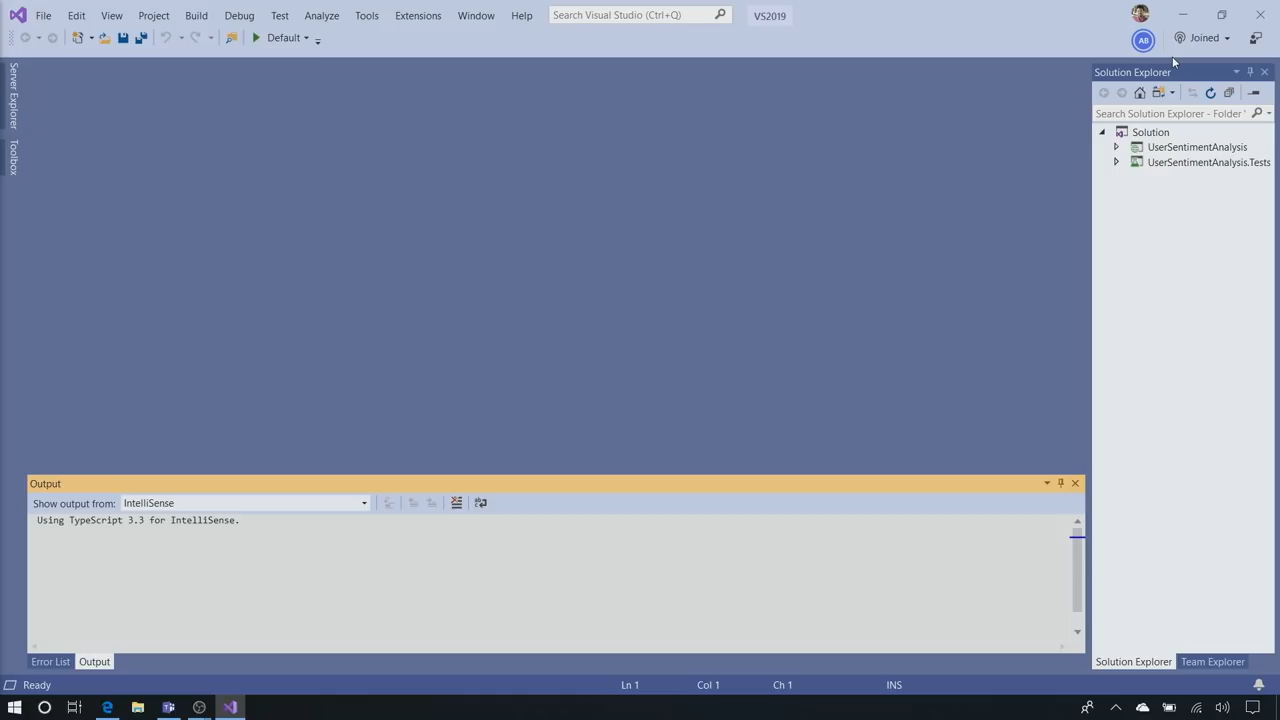 File Edit View Project Build Debug Test Analyze Tools Extensions Window Help Search Visual Studio (Ctrl+Q) VS2019
Default
AB Joined
Server Explorer
Toolbox
Solution Explorer
Search Solution Explorer - Folder
Solution
UserSentimentAnalysis
UserSentimentAnalysis.Tests
Output
Show output from: IntelliSense
Using TypeScript 3.3 for IntelliSense.
Error List Output
Solution Explorer Team Explorer
Ready Ln 1 Col 1 Ch 1 INS